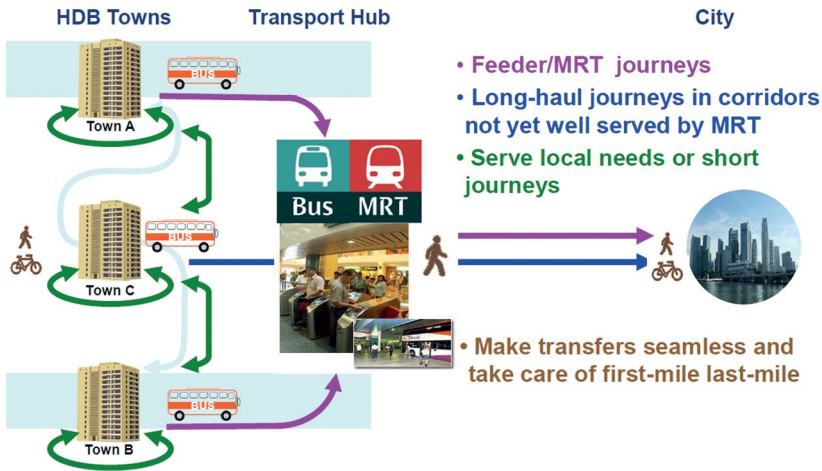 HDB Towns
Transport Hub
City
BUS
• Feeder/MRT journeys
• Long-haul journeys in corridors
not yet well served by MRT
• Serve local needs or short
journeys
Town A
Bus
MRT
BUS
Town C
• Make transfers seamless and
take care of first-mile last-mile
BUS
Town B